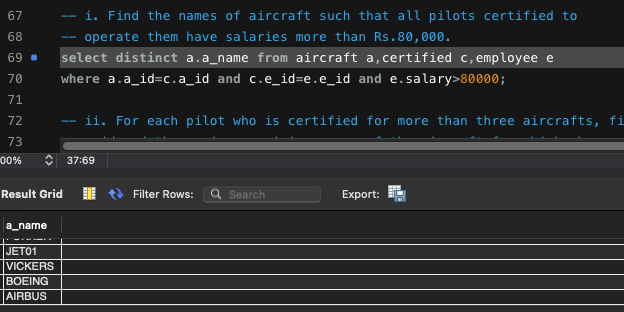 67 -- i. Find the names of aircraft such that all pilots certified to
68 -- operate them have salaries more than Rs.80,000.
69 select distinct a.a_name from aircraft a,certified c,employee e
70 where a.a_id=c.a_id and c.e_id=e.e_id and e.salary>80000;
71
72 -- ii. For each pilot who is certified for more than three aircrafts, fi
73
00% 37:69
Result Grid Filter Rows: Search Export:
a_name
JET01
VICKERS
BOEING
AIRBUS